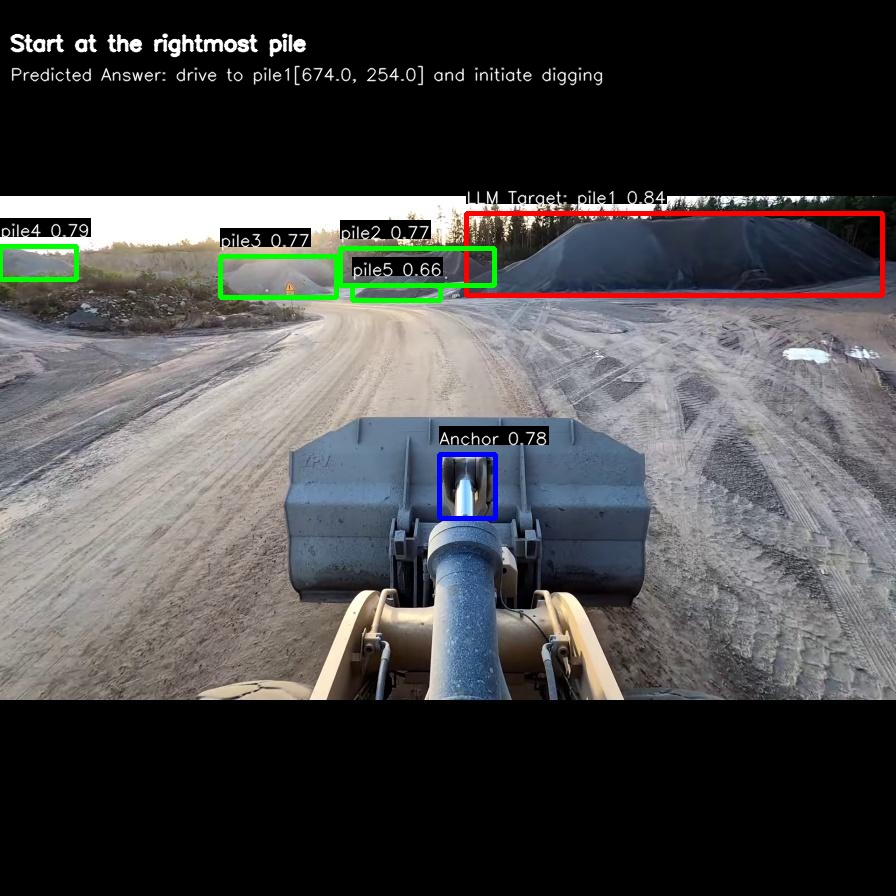 Start at the rightmost pile
Predicted Answer: drive to pile1[674.0, 254.0] and initiate digging
LLM Target: pile1 0.84
pile4 0.79
pile3 0.77
pile2 0.77
pile5 0.66
Anchor 0.78